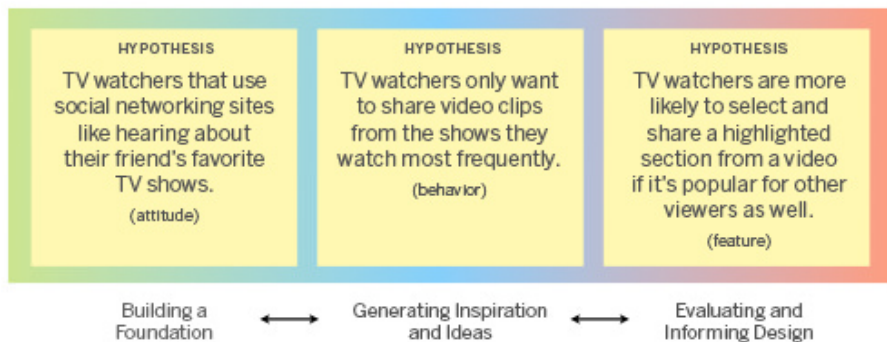 HYPOTHESIS
TV watchers that use
social networking sites
like hearing about
their friend's favorite
TV shows.
(attitude)
HYPOTHESIS
TV watchers only want
to share video clips
from the shows they
watch most frequently.
(behavior)
HYPOTHESIS
TV watchers are more
likely to select and
share a highlighted
section from a video
if it's popular for other
viewers as well.
(feature)
Building a
Foundation
Generating Inspiration
and Ideas
Evaluating and
Informing Design